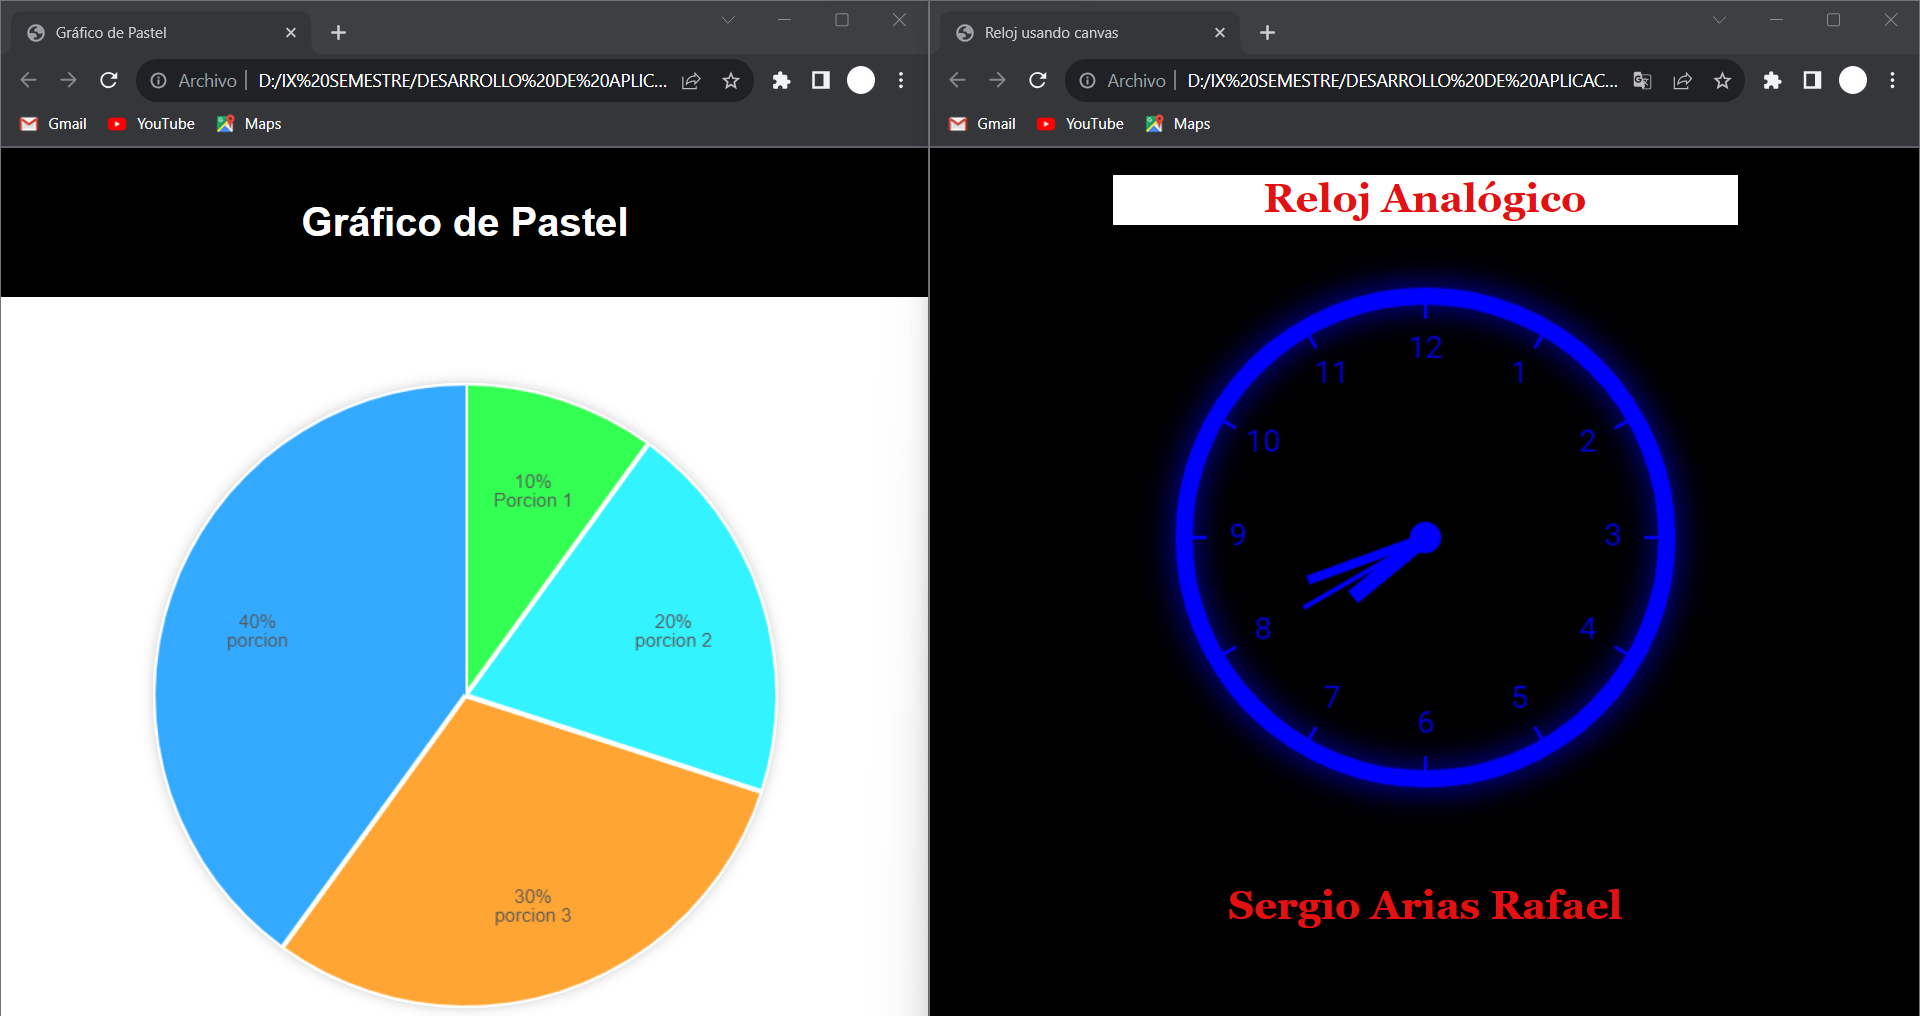 Gráfico de Pastel
Archivo
D:/IX%20SEMESTRE/DESARROLLO%20DE%20APLIC...
Gmail
YouTube
Maps
Gráfico de Pastel
10%
Porcion 1
20%
porcion 2
40%
porcion
30%
porcion 3
Reloj usando canvas
Archivo
D:/IX%20SEMESTRE/DESARROLLO%20DE%20APLICAC...
Gmail
YouTube
Maps
Reloj Analógico
12
11
1
10
2
9
3
8
4
7
5
6
Sergio Arias Rafael